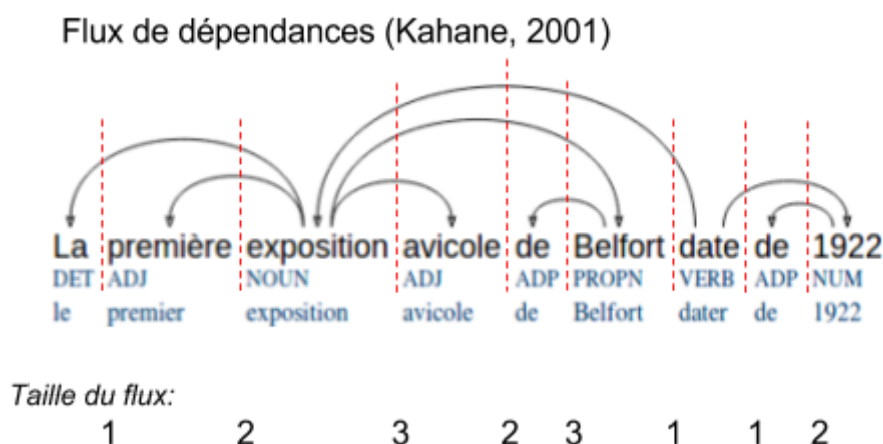 Flux de dépendances (Kahane, 2001)
La première exposition avicole de Belfort date de 1922
DET ADJ NOUN ADJ ADP PROPN VERB ADP NUM
le premier exposition avicole de Belfort dater de 1922
Taille du flux:
1 2 3 2 3 1 1 2